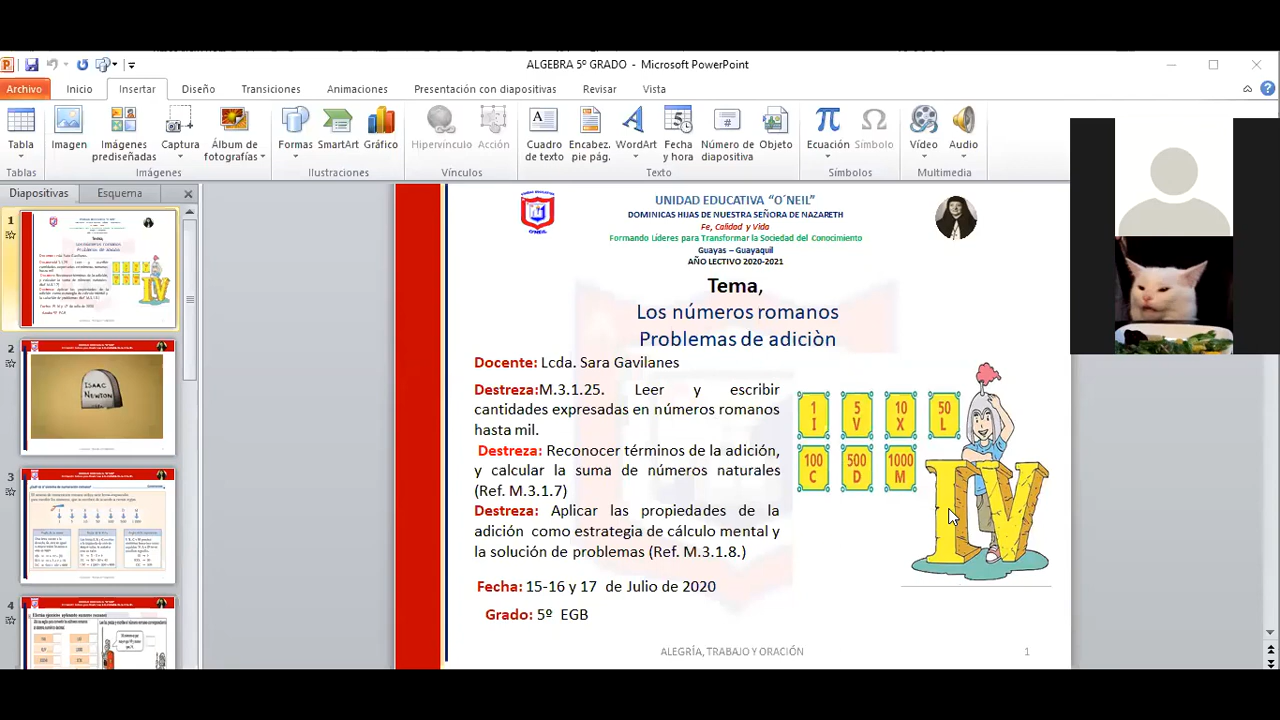 ALGEBRA 5º GRADO - Microsoft PowerPoint
Archivo Inicio Insertar Diseño Transiciones Animaciones Presentación con diapositivas Revisar Vista
Tabla Imagen Imágenes prediseñadas Captura Álbum de fotografías Formas SmartArt Gráfico Hipervínculo Acción Cuadro de texto Encabez. pie pág. WordArt Fecha y hora Número de diapositiva Objeto Ecuación Símbolo Vídeo Audio
Tablas Imágenes Ilustraciones Vínculos Texto Símbolos Multimedia
Diapositivas Esquema
1
2
ISAAC
NEWTON
3
4
UNIDAD EDUCATIVA “O´NEIL”
DOMINICAS HIJAS DE NUESTRA SEÑORA DE NAZARETH
Fe, Calidad y Vida
Formando Líderes para Transformar la Sociedad del Conocimiento
Guayas – Guayaquil
AÑO LECTIVO 2020-2021
Tema,
Los números romanos
Problemas de adiciòn
Docente: Lcda. Sara Gavilanes
Destreza:M.3.1.25. Leer y escribir
cantidades expresadas en números romanos
hasta mil.
Destreza: Reconocer términos de la adición,
y calcular la suma de números naturales
(Ref. M.3.1.7)
Destreza: Aplicar las propiedades de la
adición como estrategia de cálculo mental y
la solución de problemas (Ref. M.3.1.8.)
Fecha: 15-16 y 17 de Julio de 2020
Grado: 5º EGB
1 5 10 50
I V X L
100 500 1000
C D M
IV
ALEGRÍA, TRABAJO Y ORACIÓN 1